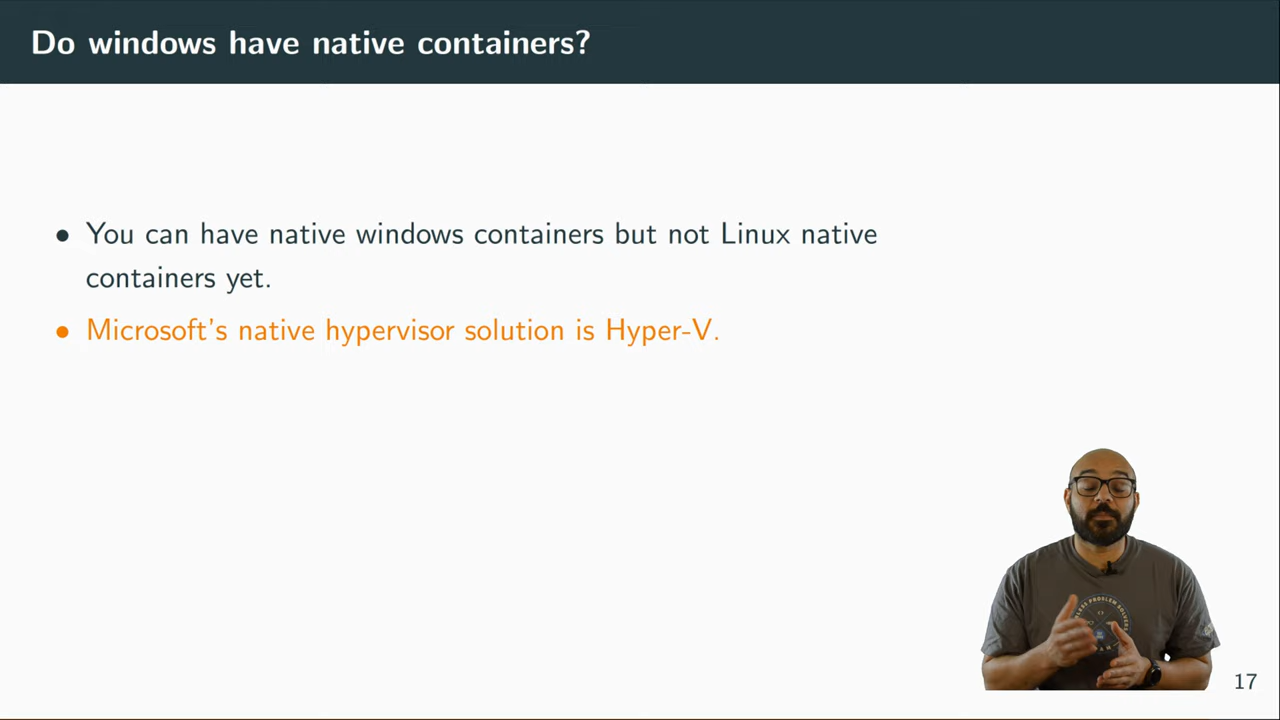 Do windows have native containers?
• You can have native windows containers but not Linux native
containers yet.
• Microsoft's native hypervisor solution is Hyper-V.
17